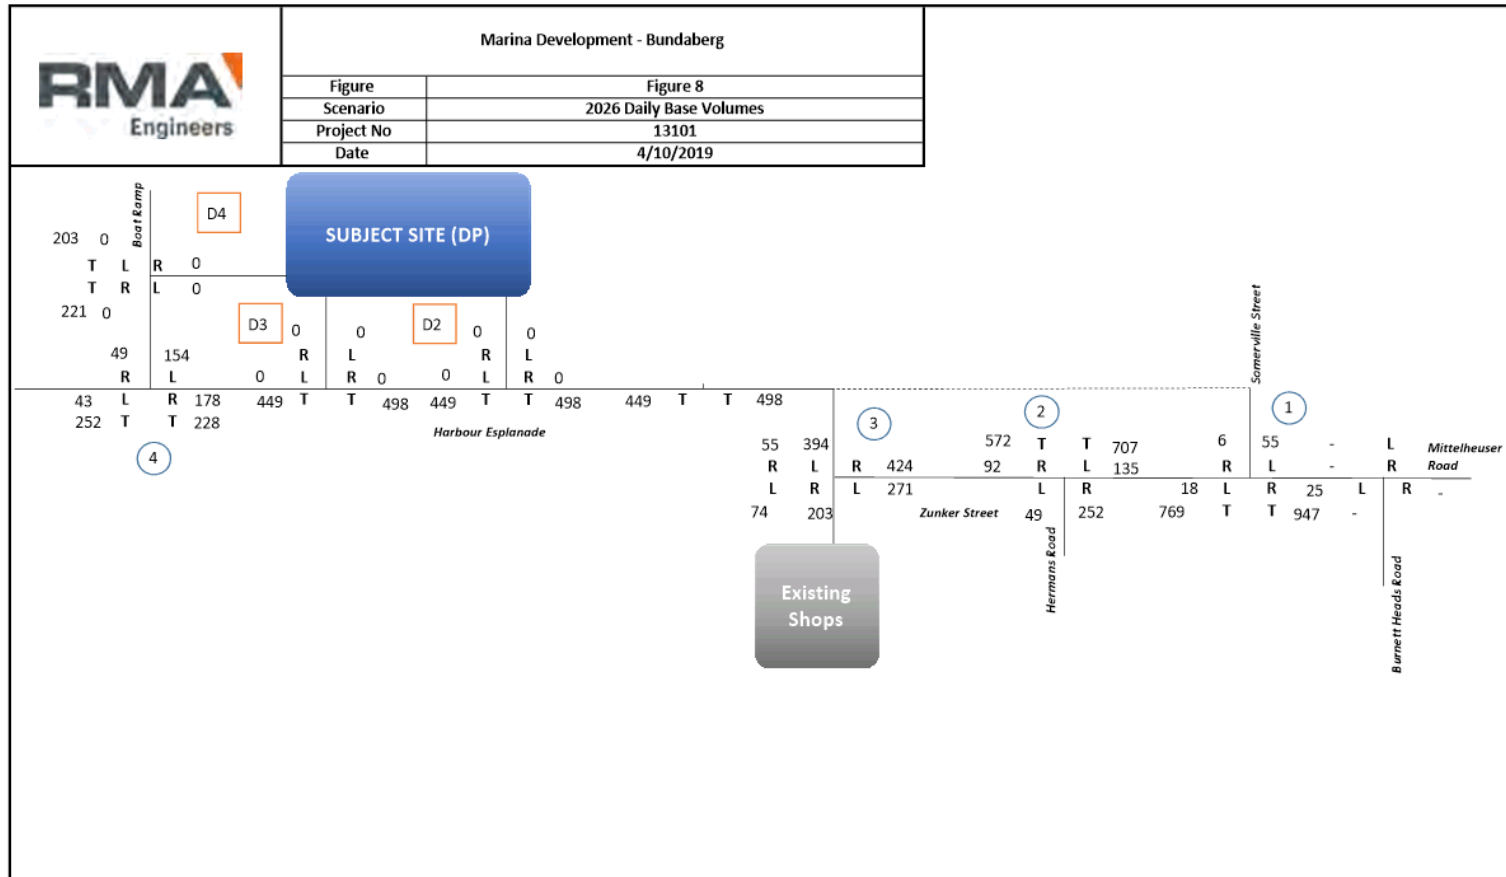 RMA
Engineers
Marina Development - Bundaberg
Figure Figure 8
Scenario 2026 Daily Base Volumes
Project No 13101
Date 4/10/2019
Boat Ramp
D4
SUBJECT SITE (DP)
203 0
T L R 0
T R L 0
221 0
D3 0 0 D2 0 0
49 154 R L R L
R L 0 L R 0 0 L R 0
43 L R 178 449 T T 498 449 T T 498 449 T T 498
252 T T 228
Harbour Esplanade
4
Somerville Street
3 2 1
55 394 572 T T 707 6 55 - L Mittelheuser
R L R 424 92 R L 135 R L - R Road
L R L 271 L R 18 L R 25 L R -
74 203 Zunker Street 49 252 769 T T 947 -
Hermans Road
Burnett Heads Road
Existing
Shops